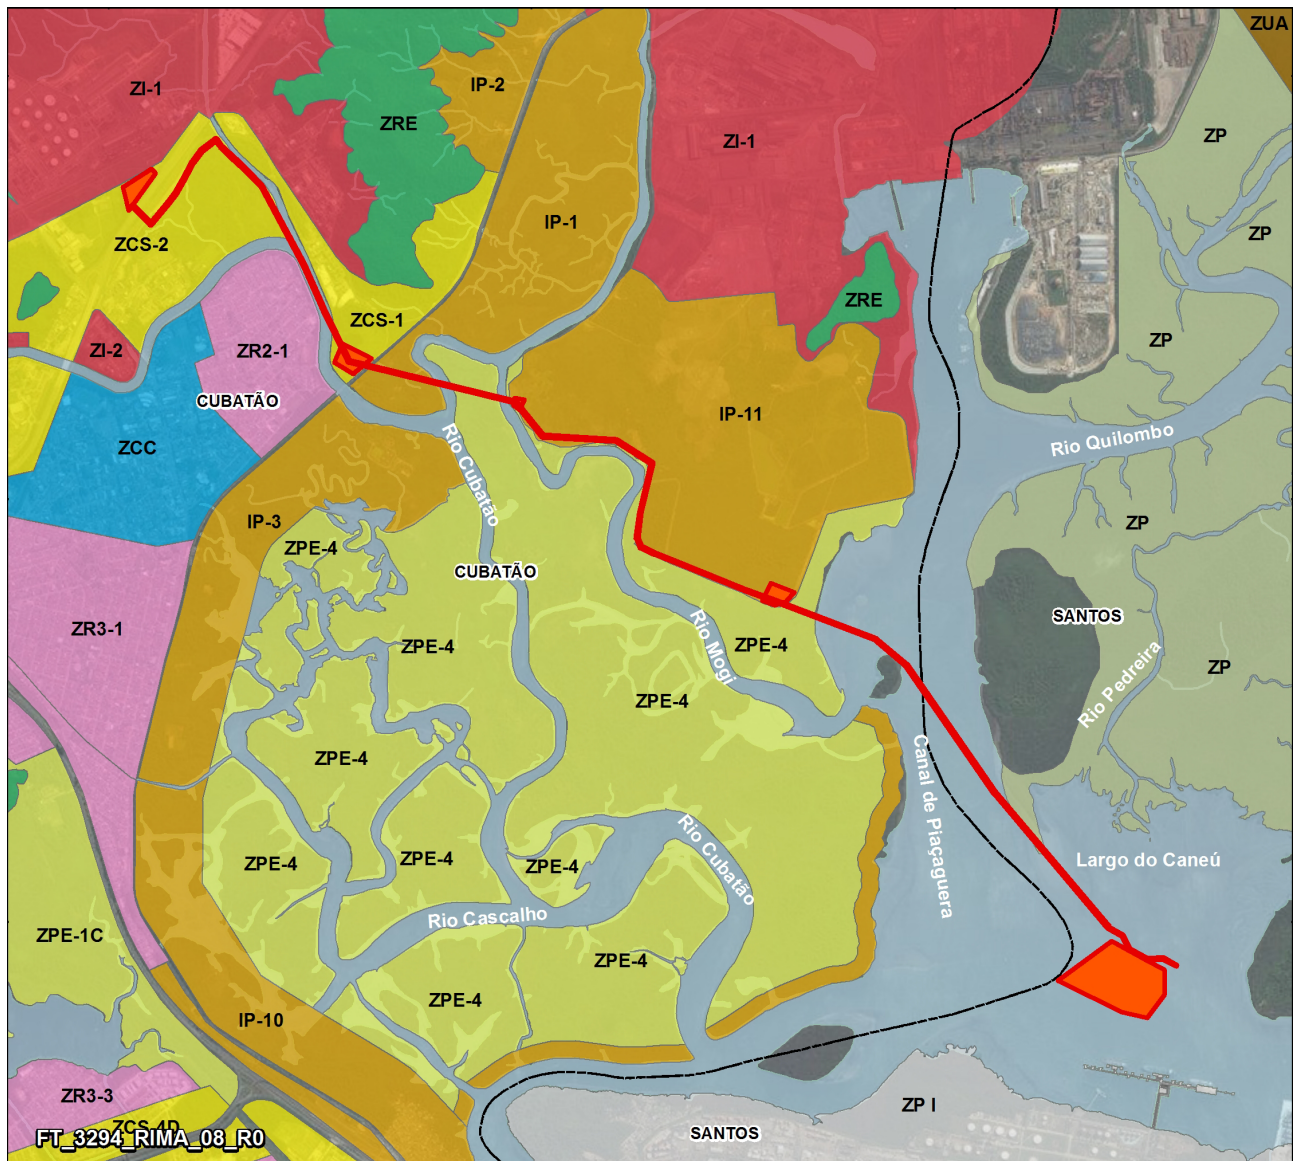 ZUA
ZI-1
IP-2
ZRE
ZI-1
ZP
IP-1
ZP
ZCS-2
ZRE
ZCS-1
ZP
ZI-2
ZR2-1
CUBATÃO
IP-11
ZCC
Rio Quilombo
Rio Cubatão
IP-3
ZP
ZPE-4
CUBATÃO
SANTOS
ZR3-1
ZPE-4
Rio Mogi
ZPE-4
ZP
Rio Pedreira
ZPE-4
ZPE-4
Canal de Piaçaguera
ZPE-4
ZPE-4
ZPE-4
Rio Cubatão
Largo do Caneú
Rio Cascalho
ZPE-1C
ZPE-4
ZPE-4
IP-10
ZR3-3
ZP I
ZCS-4D
SANTOS
FT_3294_RIMA_08_R0